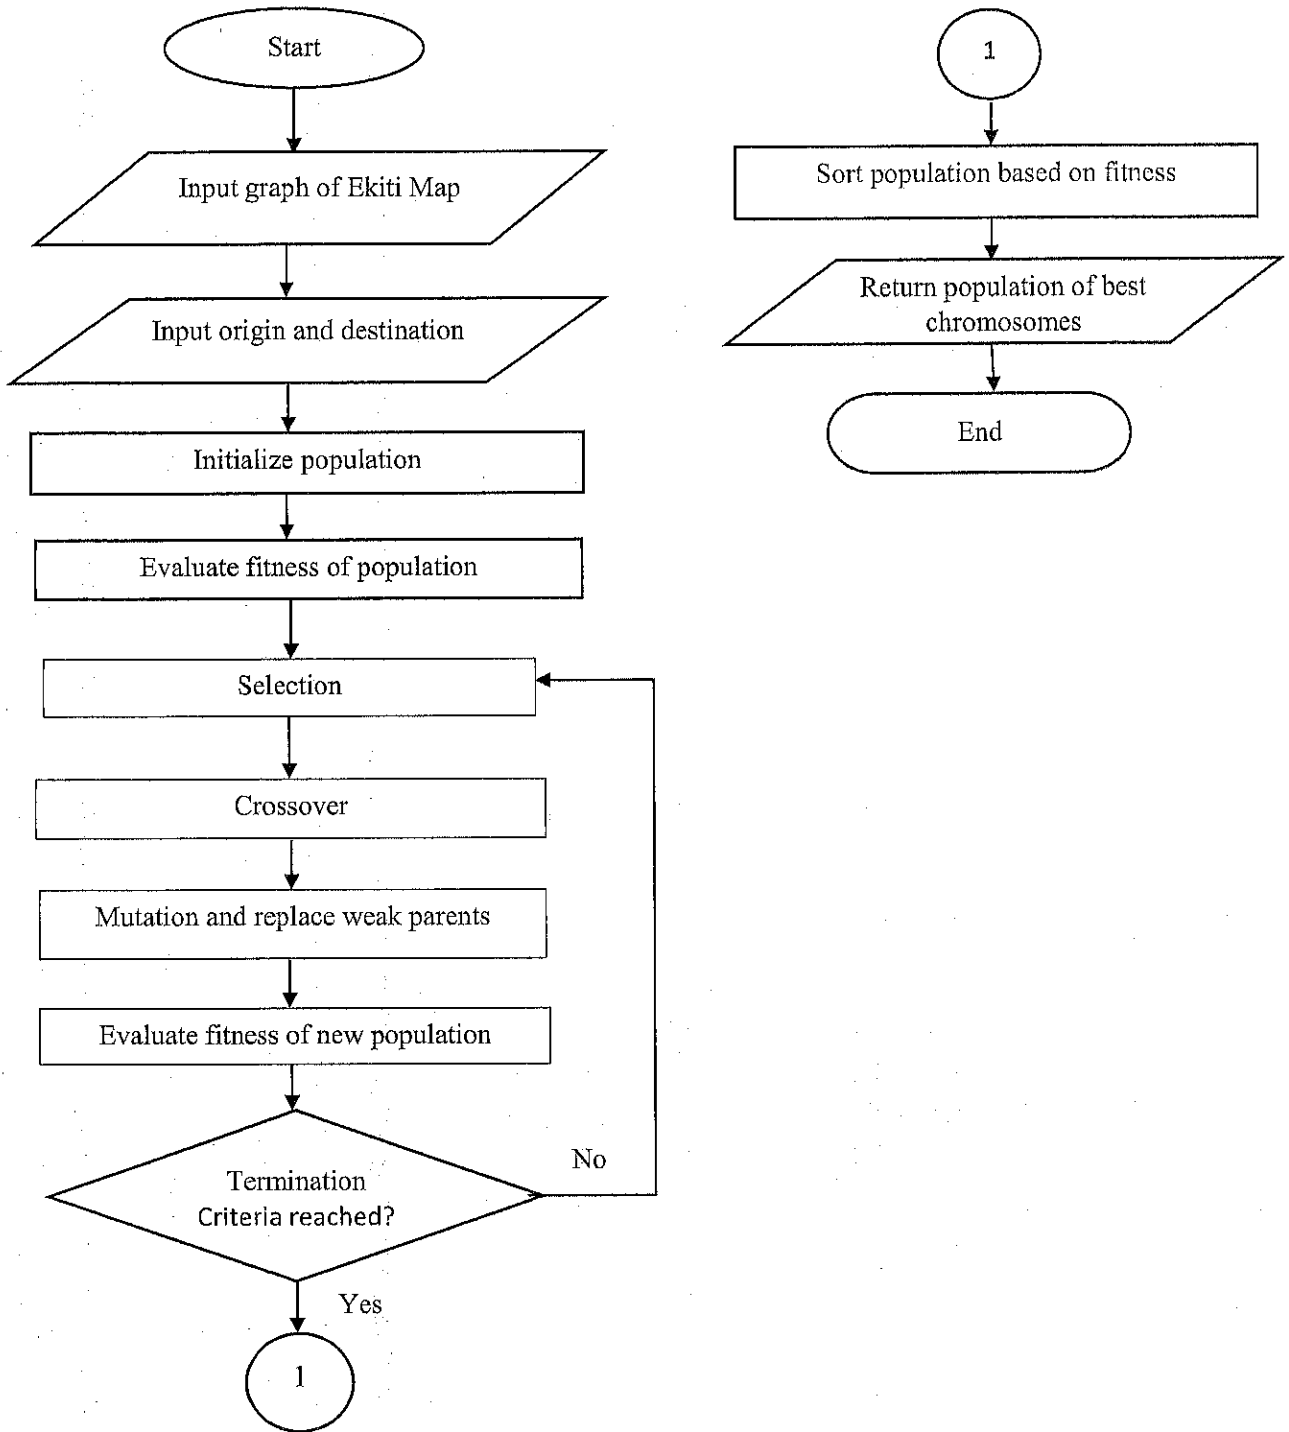 Start
Input graph of Ekiti Map
Input origin and destination
Initialize population
Evaluate fitness of population
Selection
Crossover
Mutation and replace weak parents
Evaluate fitness of new population
Termination
Criteria reached?
No
Yes
1
1
Sort population based on fitness
Return population of best
chromosomes
End